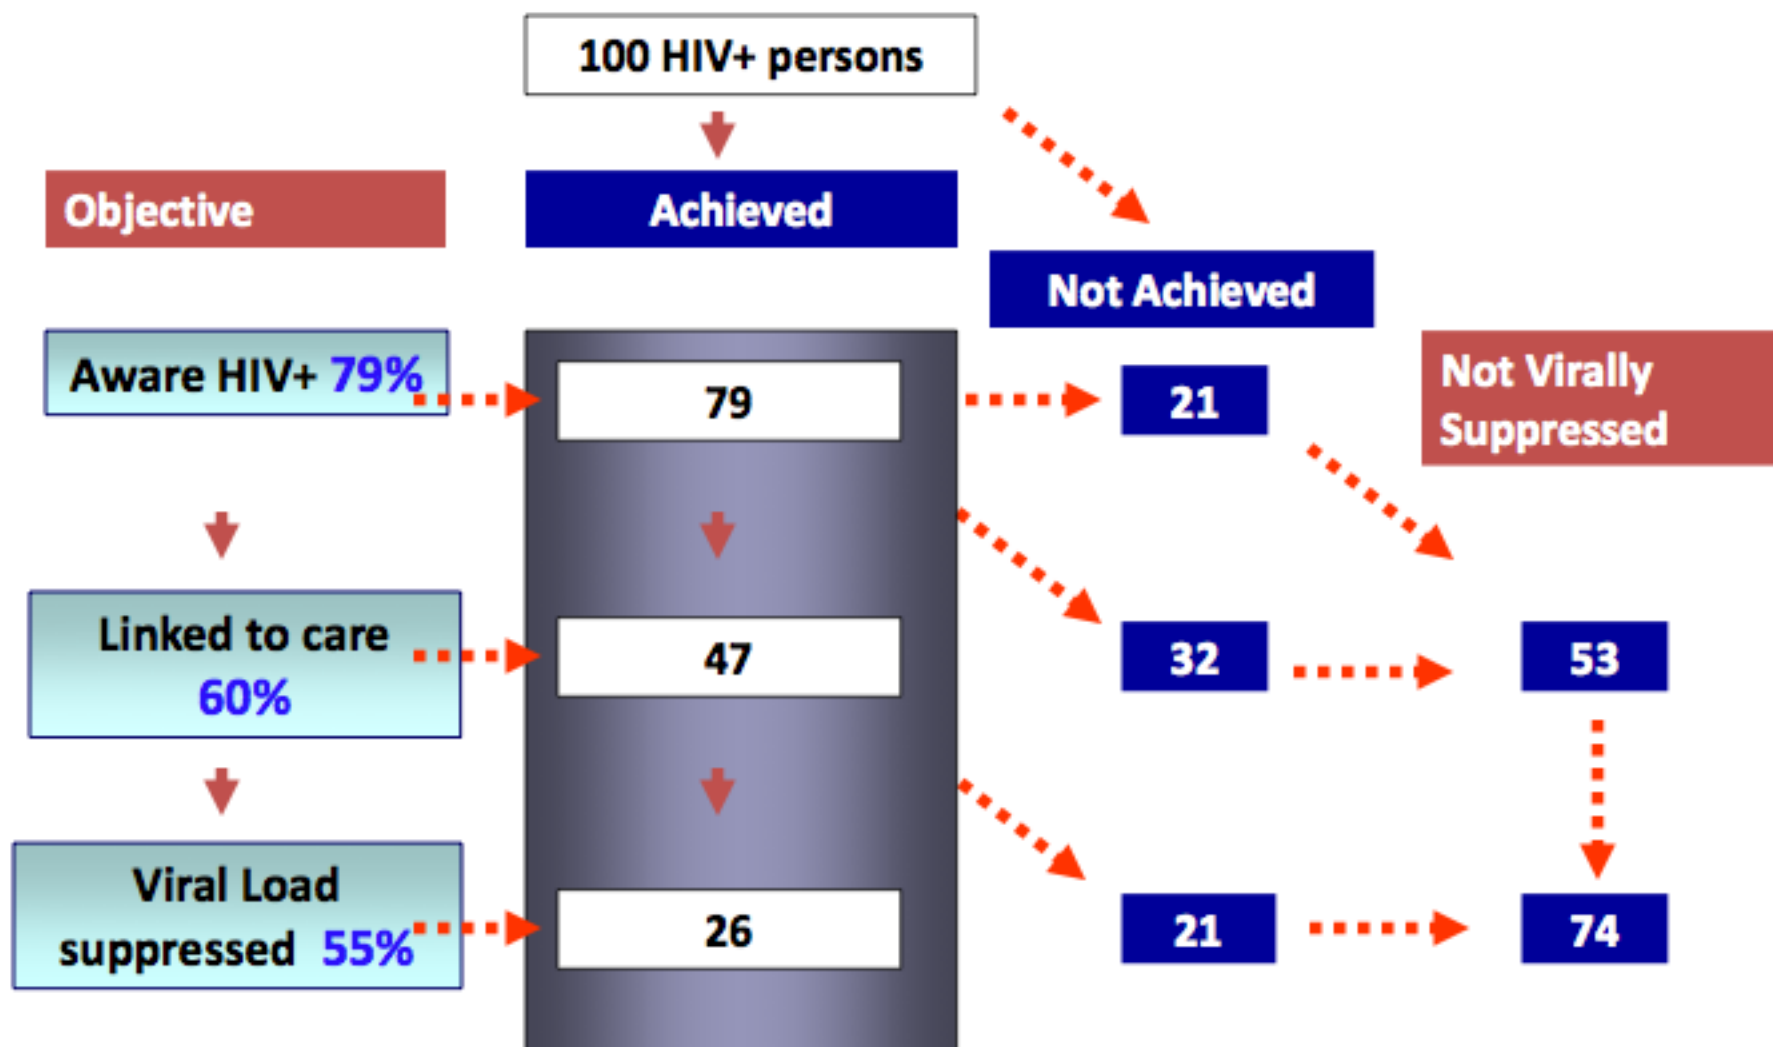 100 HIV+ persons
Objective
Achieved
Not Achieved
Aware HIV+ 79%
79
21
Not Virally
Suppressed
Linked to care
60%
47
32
53
Viral Load
suppressed 55%
26
21
74